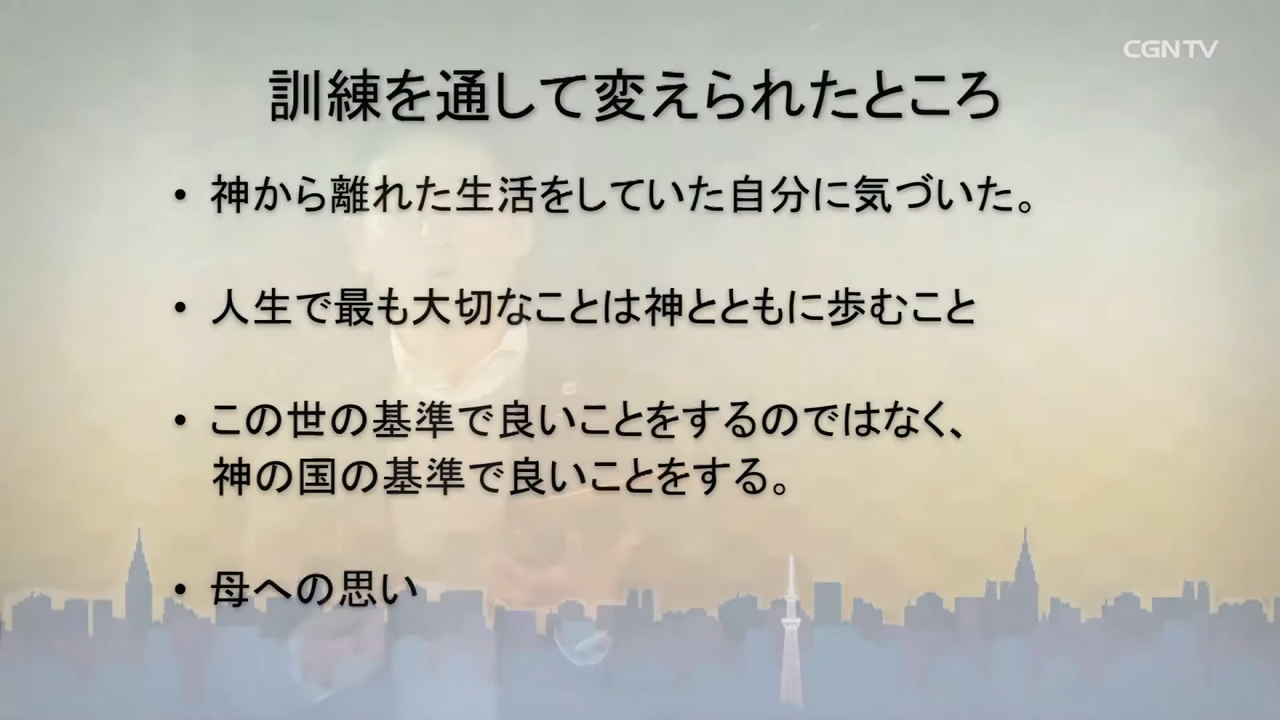 CGNTV
訓練を通して変えられたところ
• 神から離れた生活をしていた自分に気づいた。
• 人生で最も大切なことは神とともに歩むこと
• この世の基準で良いことをするのではなく、
神の国の基準で良いことをする。
• 母への思い